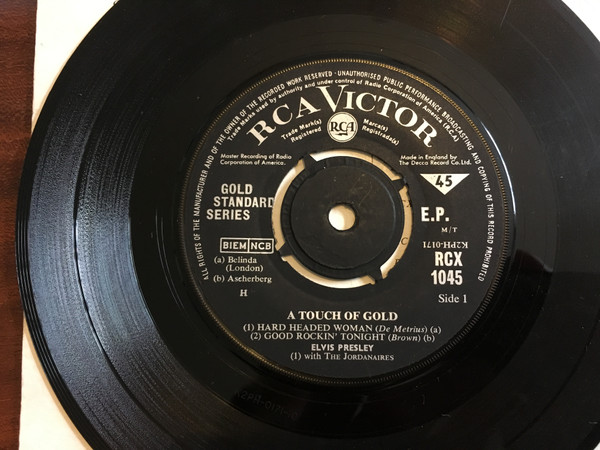 ALL RIGHTS OF THE MANUFACTURER AND OF THE OWNER OF THE RECORDED WORK RESERVED · UNAUTHORISED PUBLIC PERFORMANCE, BROADCASTING AND COPYING OF THIS RECORD PROHIBITED
Trade Marks used by authority and under control of Radio Corporation of America (R.C.A.)
RCA VICTOR
Trade Mark(s)
Registered
RCA
Marca(s)
Registrada(s)
Master Recording of Radio
Corporation of America.
Made in England by
The Decca Record Co. Ltd.
45
GOLD
STANDARD
SERIES
E.P.
M/T
K2PH-0171
BIEM NCB
RCX
1045
(a) Belinda
(London)
(b) Ascherberg
H
Side 1
A TOUCH OF GOLD
(1) HARD HEADED WOMAN (De Metrius) (a)
(2) GOOD ROCKIN' TONIGHT (Brown) (b)
ELVIS PRESLEY
(1) with THE JORDANAIRES